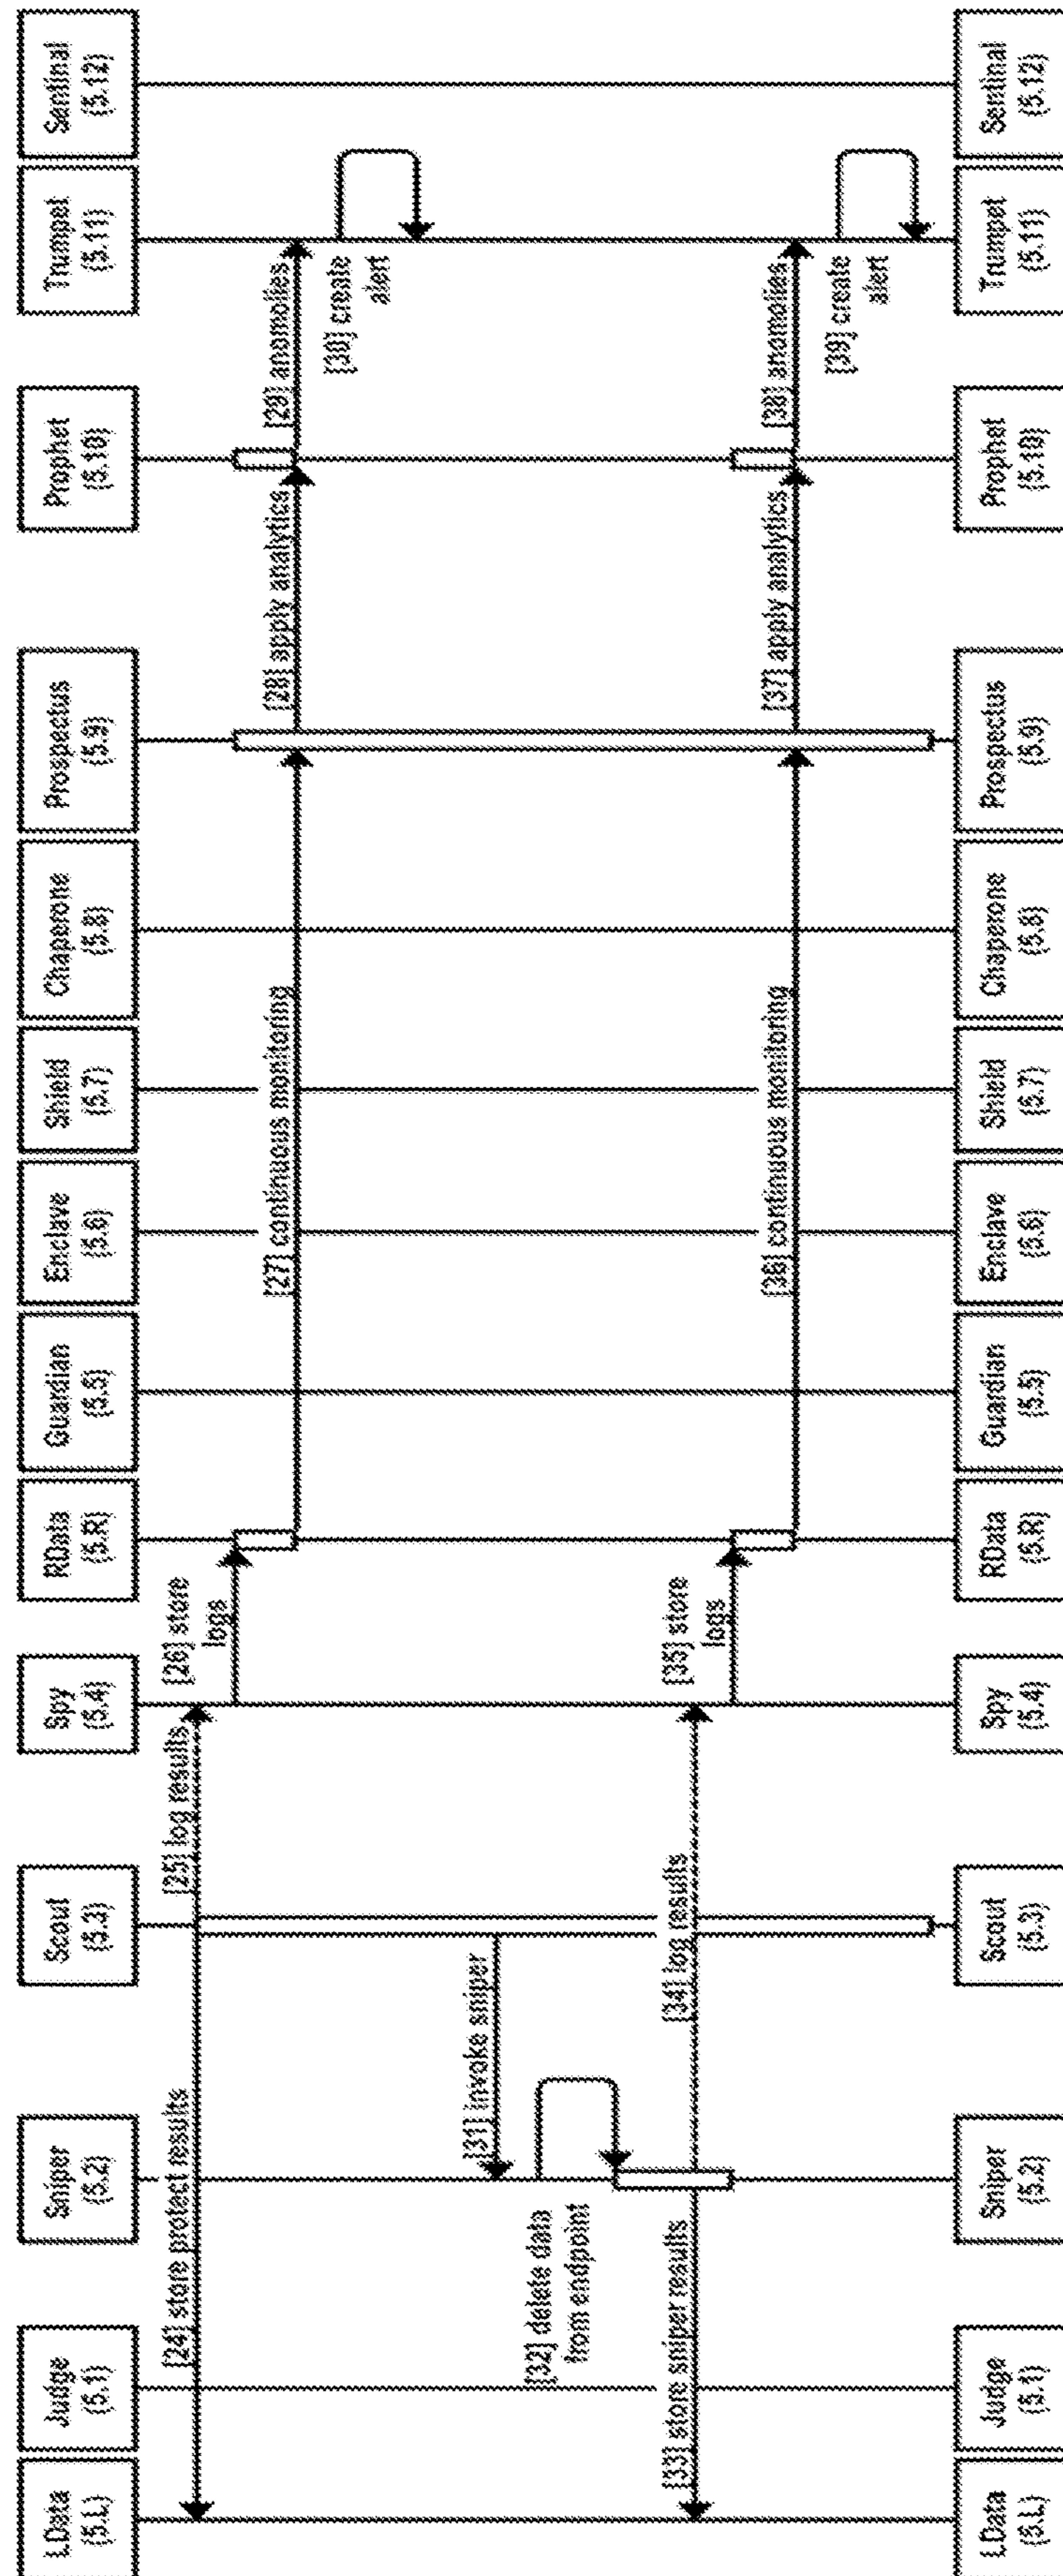 LData
(5.L)
Judge
(5.1)
Sniper
(5.2)
Scout
(5.3)
Spy
(5.4)
RData
(5.R)
Guardian
(5.5)
Enclave
(5.6)
Shield
(5.7)
Chaperone
(5.8)
Prospectus
(5.9)
Prophet
(5.10)
Trumpet
(5.11)
Sentinal
(5.12)
[24] store protect results
[25] log results
[26] store
logs
[27] continuous monitoring
[28] apply analytics
[29] anomolies
[30] create
alert
[31] invoke sniper
[32] delete data
from endpoint
[33] store sniper results
[34] log results
[35] store
logs
[36] continuous monitoring
[37] apply analytics
[38] anomolies
[39] create
alert
LData
(5.L)
Judge
(5.1)
Sniper
(5.2)
Scout
(5.3)
Spy
(5.4)
RData
(5.R)
Guardian
(5.5)
Enclave
(5.6)
Shield
(5.7)
Chaperone
(5.8)
Prospectus
(5.9)
Prophet
(5.10)
Trumpet
(5.11)
Sentinal
(5.12)